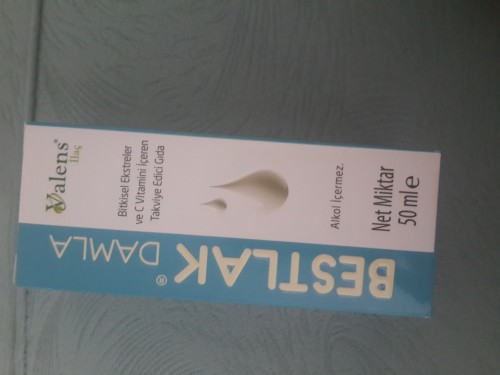 Valens®
İlaç
Bitkisel Ekstreler
ve C Vitamini İçeren
Takviye Edici Gıda
BESTLAK®
DAMLA
Alkol İçermez.
Net Miktar
50 ml e